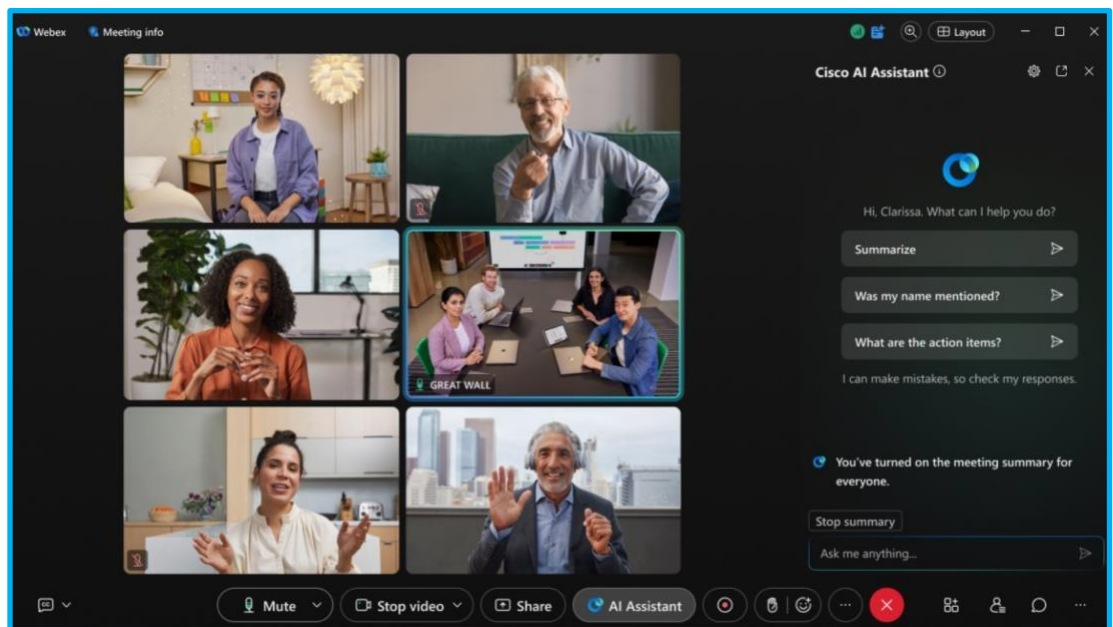 Webex
Meeting info
Layout
Cisco AI Assistant
Hi, Clarissa. What can I help you do?
Summarize
Was my name mentioned?
What are the action items?
I can make mistakes, so check my responses.
GREAT WALL
You've turned on the meeting summary for
everyone.
Stop summary
Ask me anything...
CC
Mute
Stop video
Share
AI Assistant